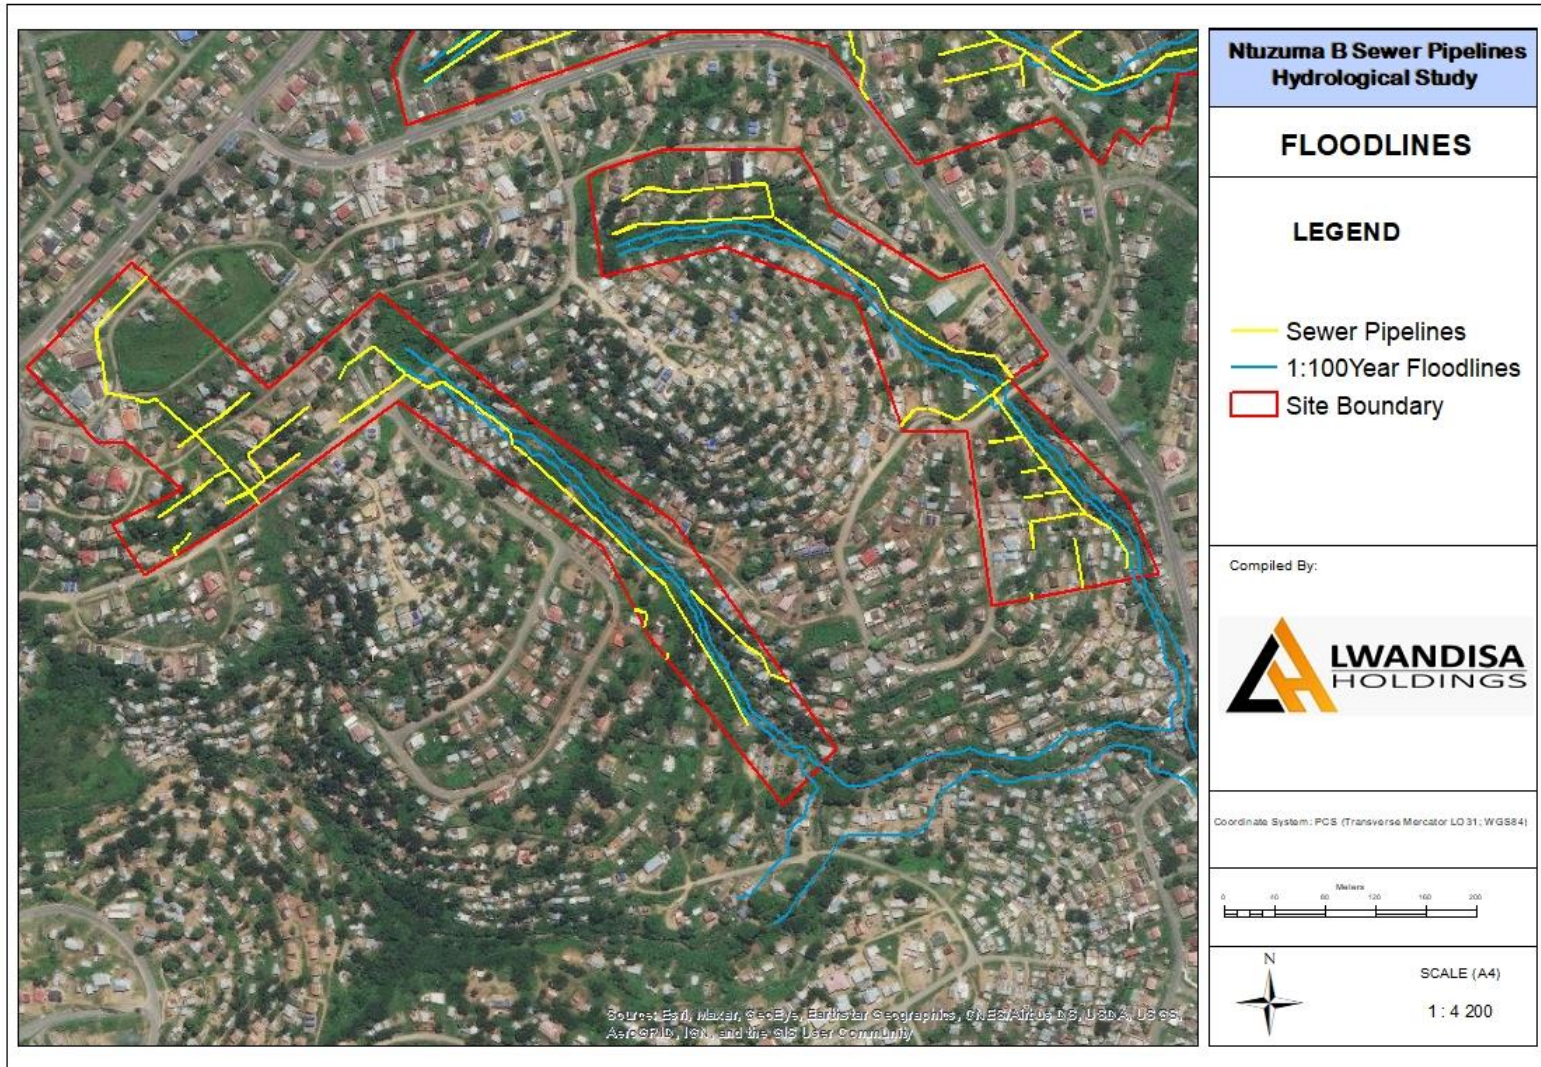 Ntuzuma B Sewer Pipelines
Hydrological Study
FLOODLINES
LEGEND
Sewer Pipelines
1:100Year Floodlines
Site Boundary
Compiled By:
LWANDISA
HOLDINGS
Coordinate System: PCS (Transverse Mercator LO31; WGS84)
Meters
0 40 80 120 160 200
N
SCALE (A4)
1 : 4 200
Source: Esri, Maxar, GeoEye, Earthstar Geographics, CNES/Airbus DS, USDA, USGS,
AeroGRID, IGN, and the GIS User Community